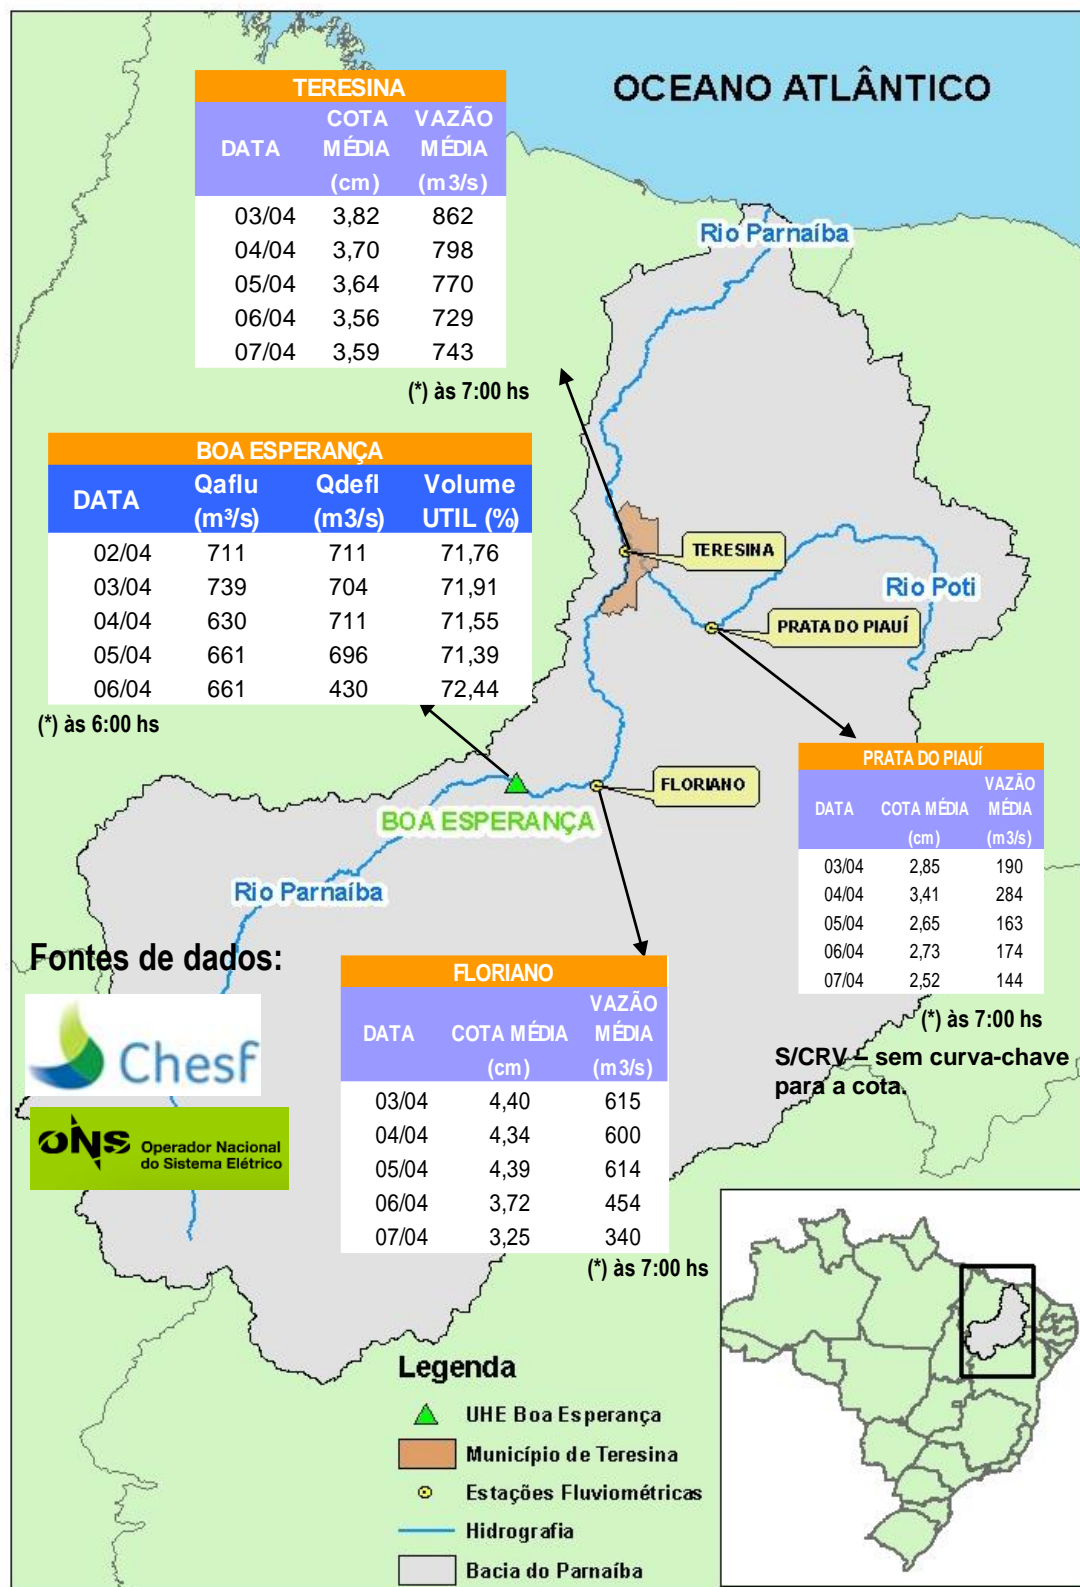 OCEANO ATLÂNTICO
TERESINA
DATA COTA MÉDIA (cm) VAZÃO MÉDIA (m3/s)
03/04 3,82 862
04/04 3,70 798
05/04 3,64 770
06/04 3,56 729
07/04 3,59 743
(*) às 7:00 hs
Rio Parnaíba
BOA ESPERANÇA
DATA Qaflu (m³/s) Qdefl (m3/s) Volume UTIL (%)
02/04 711 711 71,76
03/04 739 704 71,91
04/04 630 711 71,55
05/04 661 696 71,39
06/04 661 430 72,44
(*) às 6:00 hs
TERESINA
Rio Poti
PRATA DO PIAUÍ
FLORIANO
BOA ESPERANÇA
Rio Parnaíba
PRATA DO PIAUÍ
DATA COTA MÉDIA (cm) VAZÃO MÉDIA (m3/s)
03/04 2,85 190
04/04 3,41 284
05/04 2,65 163
06/04 2,73 174
07/04 2,52 144
(*) às 7:00 hs
S/CRV – sem curva-chave
para a cota.
Fontes de dados:
Chesf
ONS Operador Nacional
do Sistema Elétrico
FLORIANO
DATA COTA MÉDIA (cm) VAZÃO MÉDIA (m3/s)
03/04 4,40 615
04/04 4,34 600
05/04 4,39 614
06/04 3,72 454
07/04 3,25 340
(*) às 7:00 hs
Legenda
UHE Boa Esperança
Município de Teresina
Estações Fluviométricas
Hidrografia
Bacia do Parnaíba